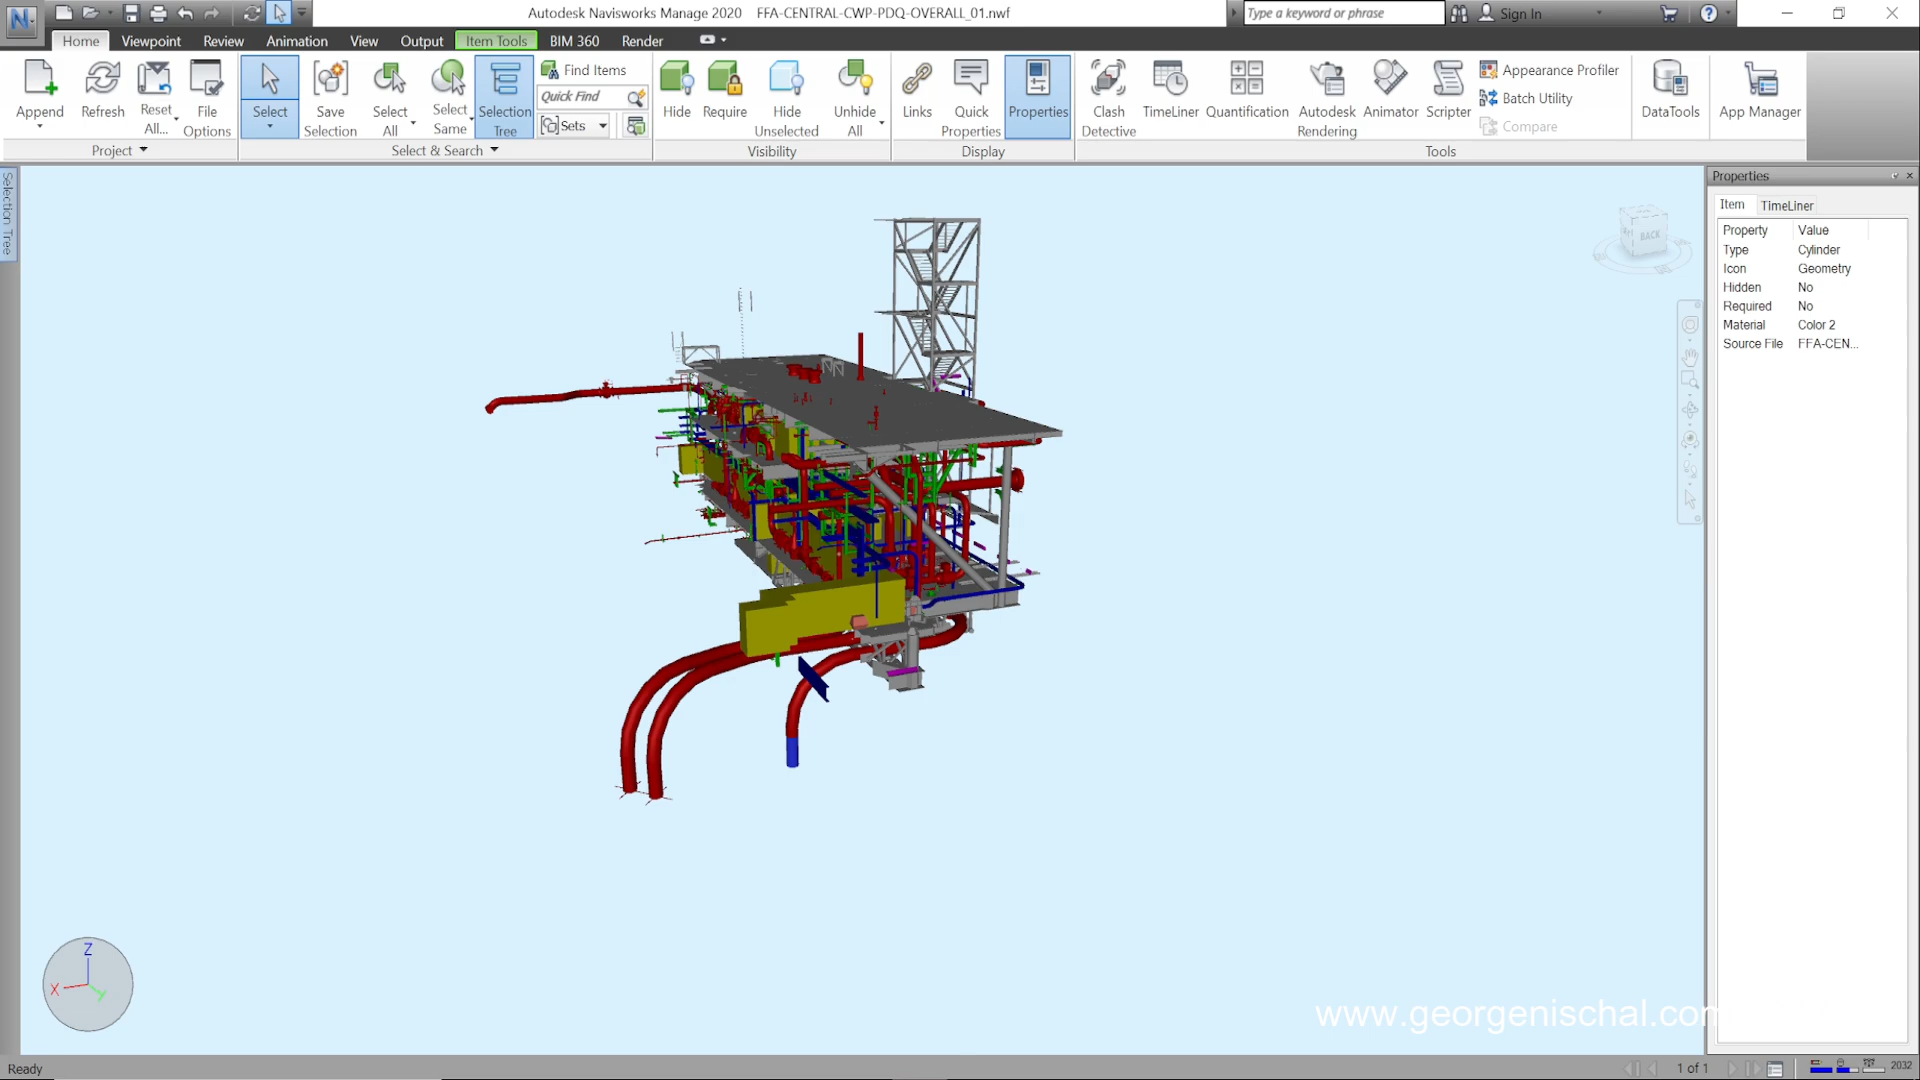 Autodesk Navisworks Manage 2020 FFA-CENTRAL-CWP-PDQ-OVERALL_01.nwf
Type a keyword or phrase
Sign In
Home Viewpoint Review Animation View Output Item Tools BIM 360 Render
Append
Refresh
Reset All...
File Options
Project
Select
Save Selection
Select All
Select Same
Selection Tree
Find Items
Quick Find
Sets
Select & Search
Hide
Require
Hide Unselected
Unhide All
Visibility
Links
Quick Properties
Properties
Display
Clash Detective
TimeLiner
Quantification
Autodesk Rendering
Animator
Scripter
Appearance Profiler
Batch Utility
Compare
Tools
DataTools
App Manager
Selection Tree
BACK
Properties
Item TimeLiner
Property Value
Type Cylinder
Icon Geometry
Hidden No
Required No
Material Color 2
Source File FFA-CEN...
Z
X
Y
www.georgenischal.com
Ready
1 of 1
2032